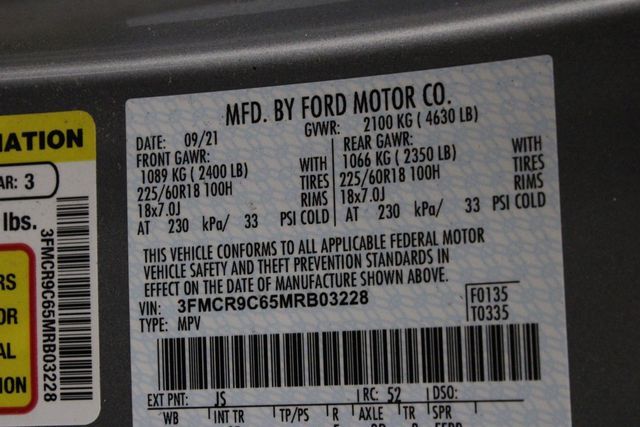 MFD. BY FORD MOTOR CO.
DATE: 09/21 GVWR: 2100 KG ( 4630 LB)
FRONT GAWR: REAR GAWR:
1089 KG ( 2400 LB) WITH 1066 KG ( 2350 LB) WITH
225/60R18 100H TIRES 225/60R18 100H TIRES
18x7.0J RIMS 18x7.0J RIMS
AT 230 kPa/ 33 PSI COLD AT 230 kPa/ 33 PSI COLD
THIS VEHICLE CONFORMS TO ALL APPLICABLE FEDERAL MOTOR
VEHICLE SAFETY AND THEFT PREVENTION STANDARDS IN
EFFECT ON THE DATE OF MANUFACTURE SHOWN ABOVE.
VIN: 3FMCR9C65MRB03228 F0135
TYPE: MPV T0335
EXT PNT: JS RC: 52 DSO:
WB INT TR TP/PS R AXLE TR SPR
MATION
AR: 3
lbs.
3FMCR9C65MRB03228
RS
OR
AL
ION